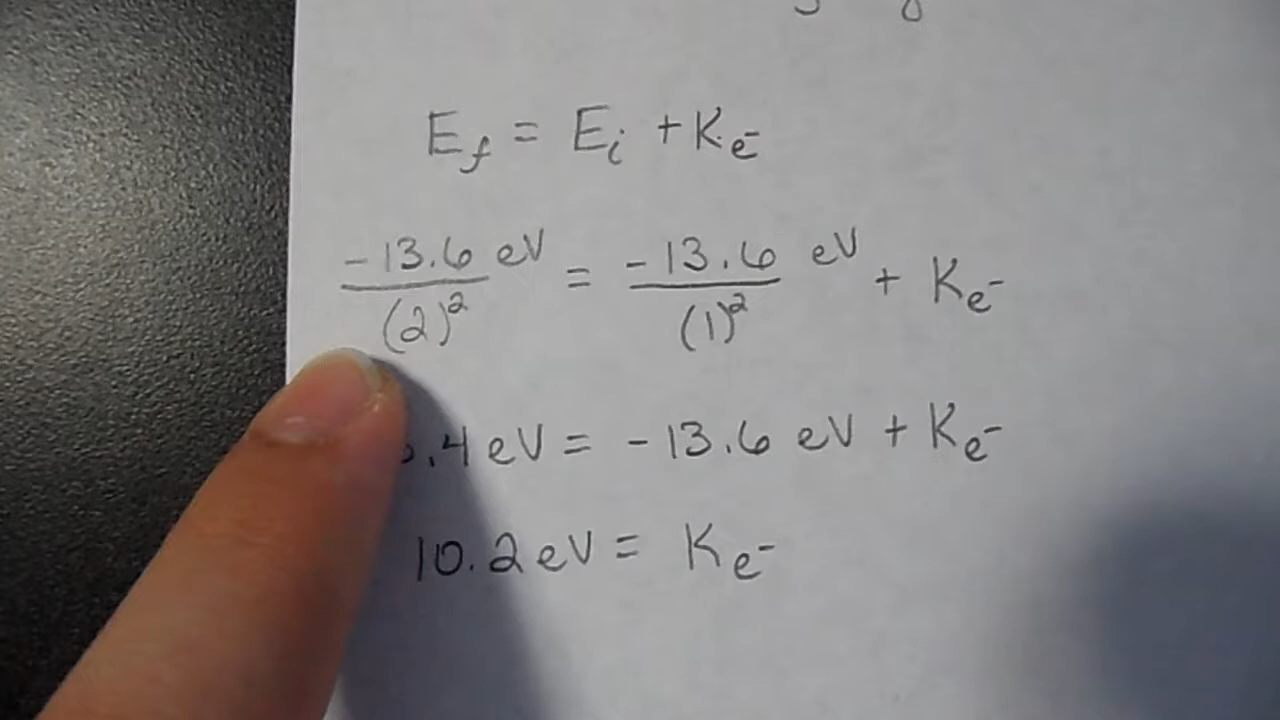 E_f = E_i + K_e⁻
-13.6 eV / (2)² = -13.6 eV / (1)² + K_e⁻
.4 eV = -13.6 eV + K_e⁻
10.2 eV = K_e⁻